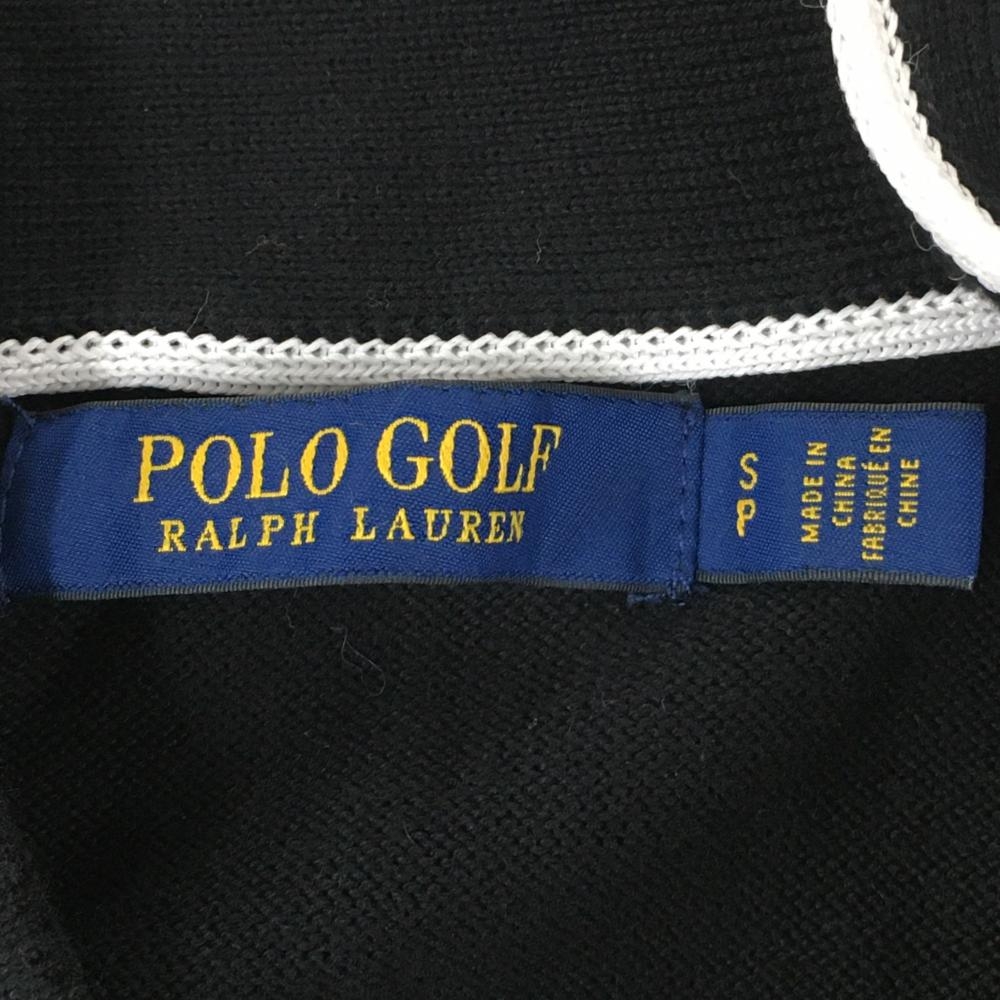 POLO GOLF
RALPH LAUREN
S
P
MADE IN
CHINA
FABRIQUÉ EN
CHINE